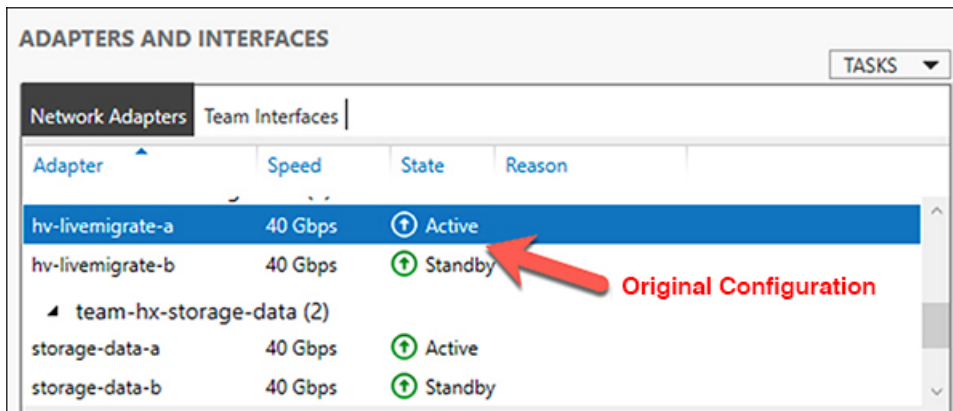 ADAPTERS AND INTERFACES
TASKS
Network Adapters Team Interfaces
Adapter Speed State Reason
hv-livemigrate-a 40 Gbps Active
hv-livemigrate-b 40 Gbps Standby
Original Configuration
team-hx-storage-data (2)
storage-data-a 40 Gbps Active
storage-data-b 40 Gbps Standby